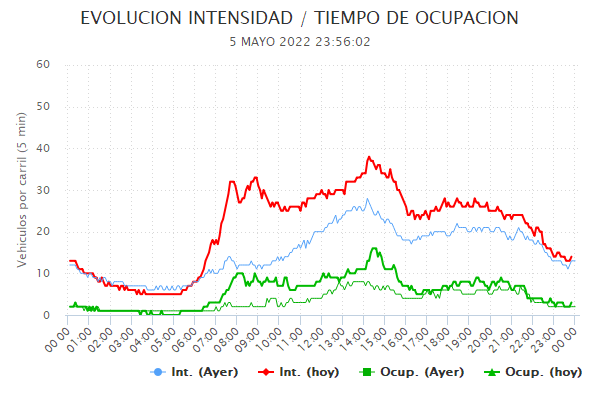 EVOLUCION INTENSIDAD / TIEMPO DE OCUPACION
5 MAYO 2022 23:56:02
Vehiculos por carril (5 min)
60
50
40
30
20
10
0
00:00 01:00 02:00 03:00 04:00 05:00 06:00 07:00 08:00 09:00 10:00 11:00 12:00 13:00 14:00 15:00 16:00 17:00 18:00 19:00 20:00 21:00 22:00 23:00 00:00
Int. (Ayer) Int. (hoy) Ocup. (Ayer) Ocup. (hoy)